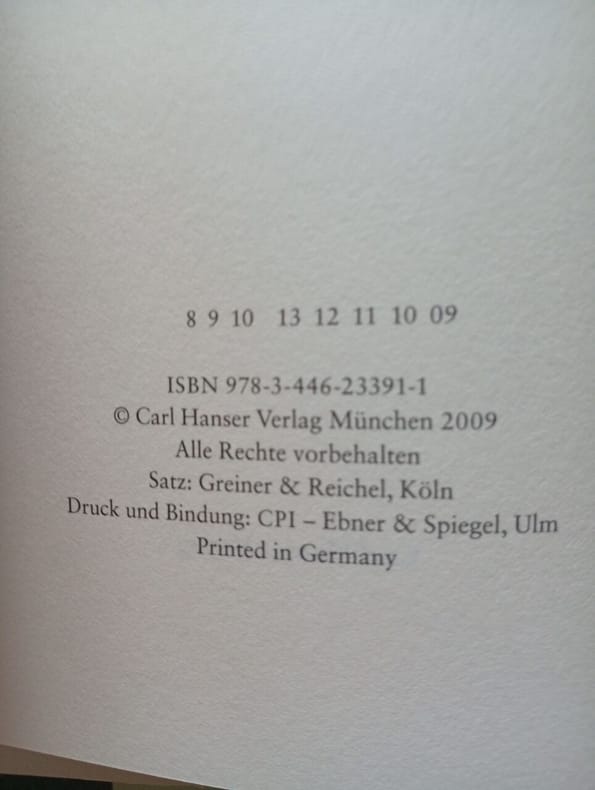 8 9 10 13 12 11 10 09
ISBN 978-3-446-23391-1
© Carl Hanser Verlag München 2009
Alle Rechte vorbehalten
Satz: Greiner & Reichel, Köln
Druck und Bindung: CPI – Ebner & Spiegel, Ulm
Printed in Germany